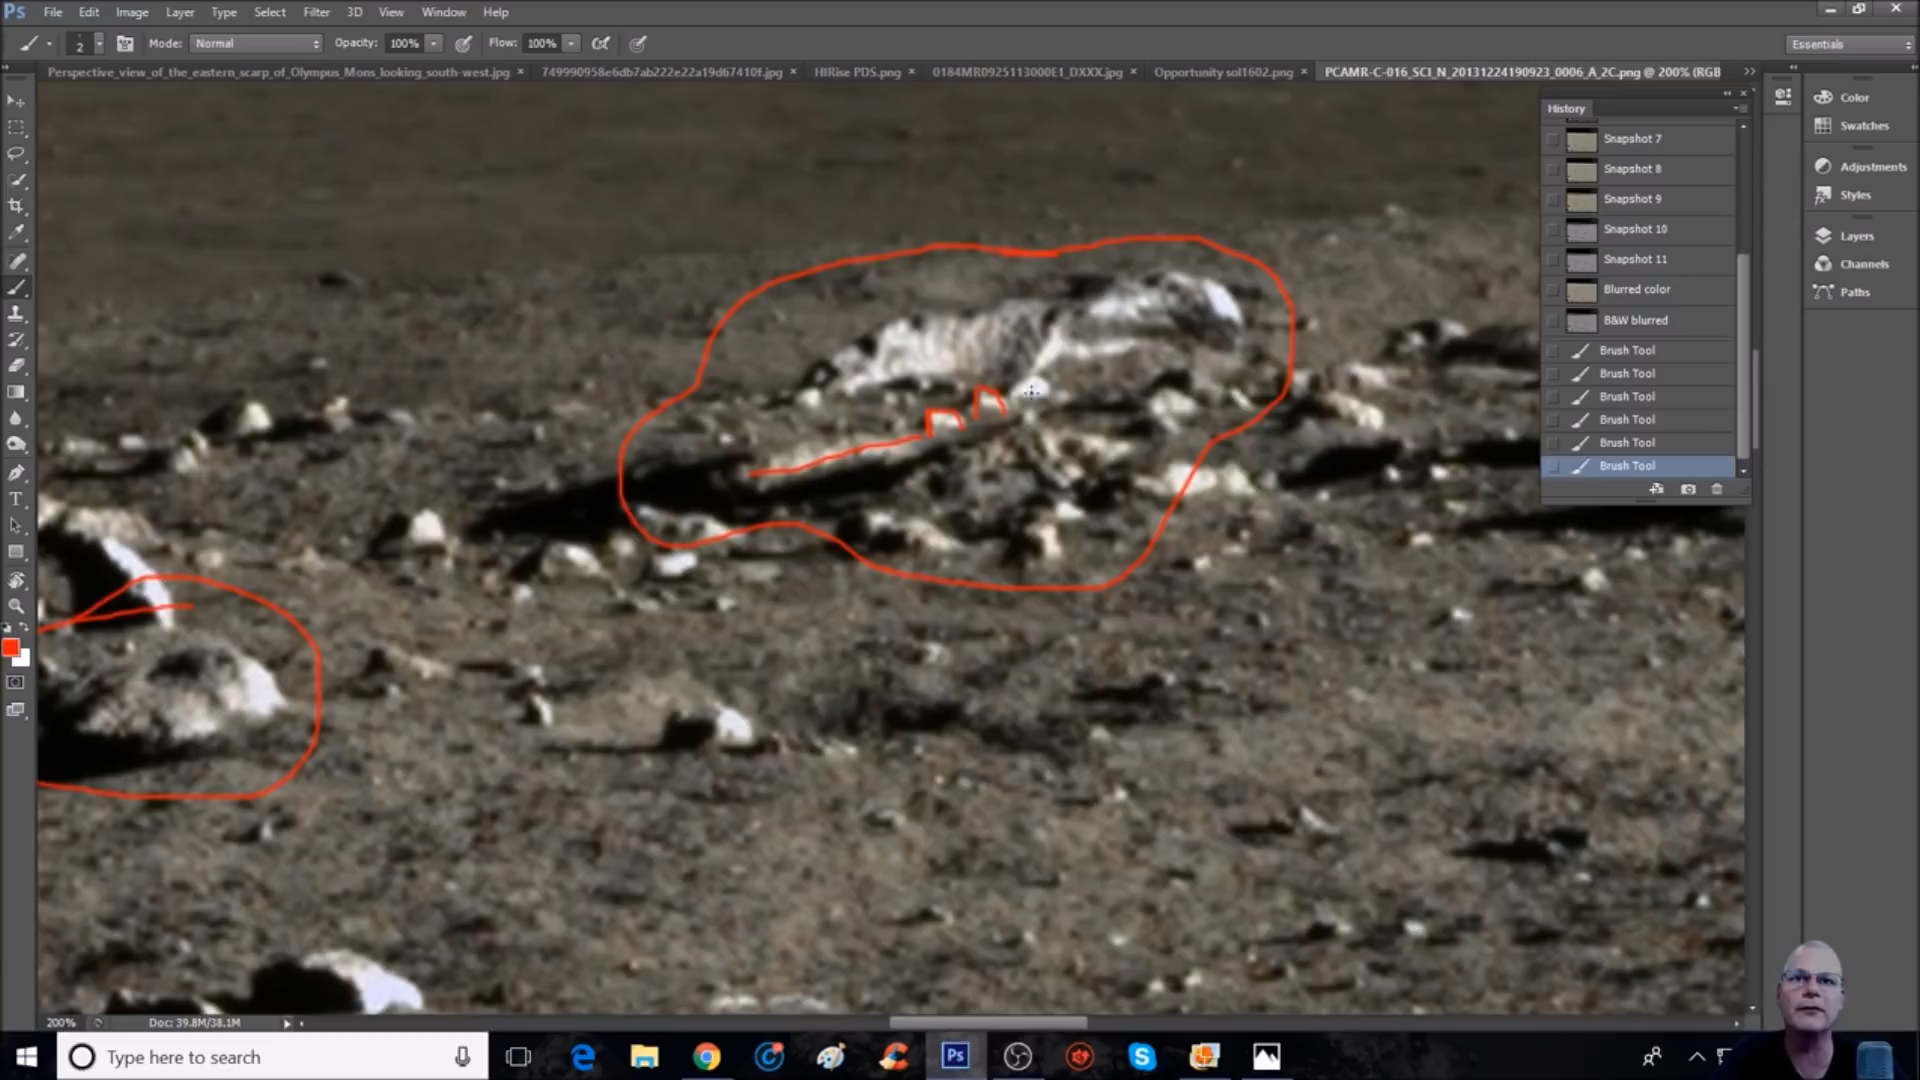 Ps File Edit Image Layer Type Select Filter 3D View Window Help
2 Mode: Normal Opacity: 100% Flow: 100% Essentials
Perspective_view_of_the_eastern_scarp_of_Olympus_Mons_looking_south-west.jpg × 749990958e6db7ab222e22a19d67410f.jpg × HIRise PDS.png × 0184MR0925113000E1_DXXX.jpg × Opportunity sol1602.png × PCAMR-C-016_SCI_N_20131224190923_0006_A_2C.png @ 200% (RGB
History
Snapshot 7
Snapshot 8
Snapshot 9
Snapshot 10
Snapshot 11
Blurred color
B&W blurred
Brush Tool
Brush Tool
Brush Tool
Brush Tool
Brush Tool
Brush Tool
Color
Swatches
Adjustments
Styles
Layers
Channels
Paths
200% Doc: 39.8M/38.1M
Type here to search
Ps